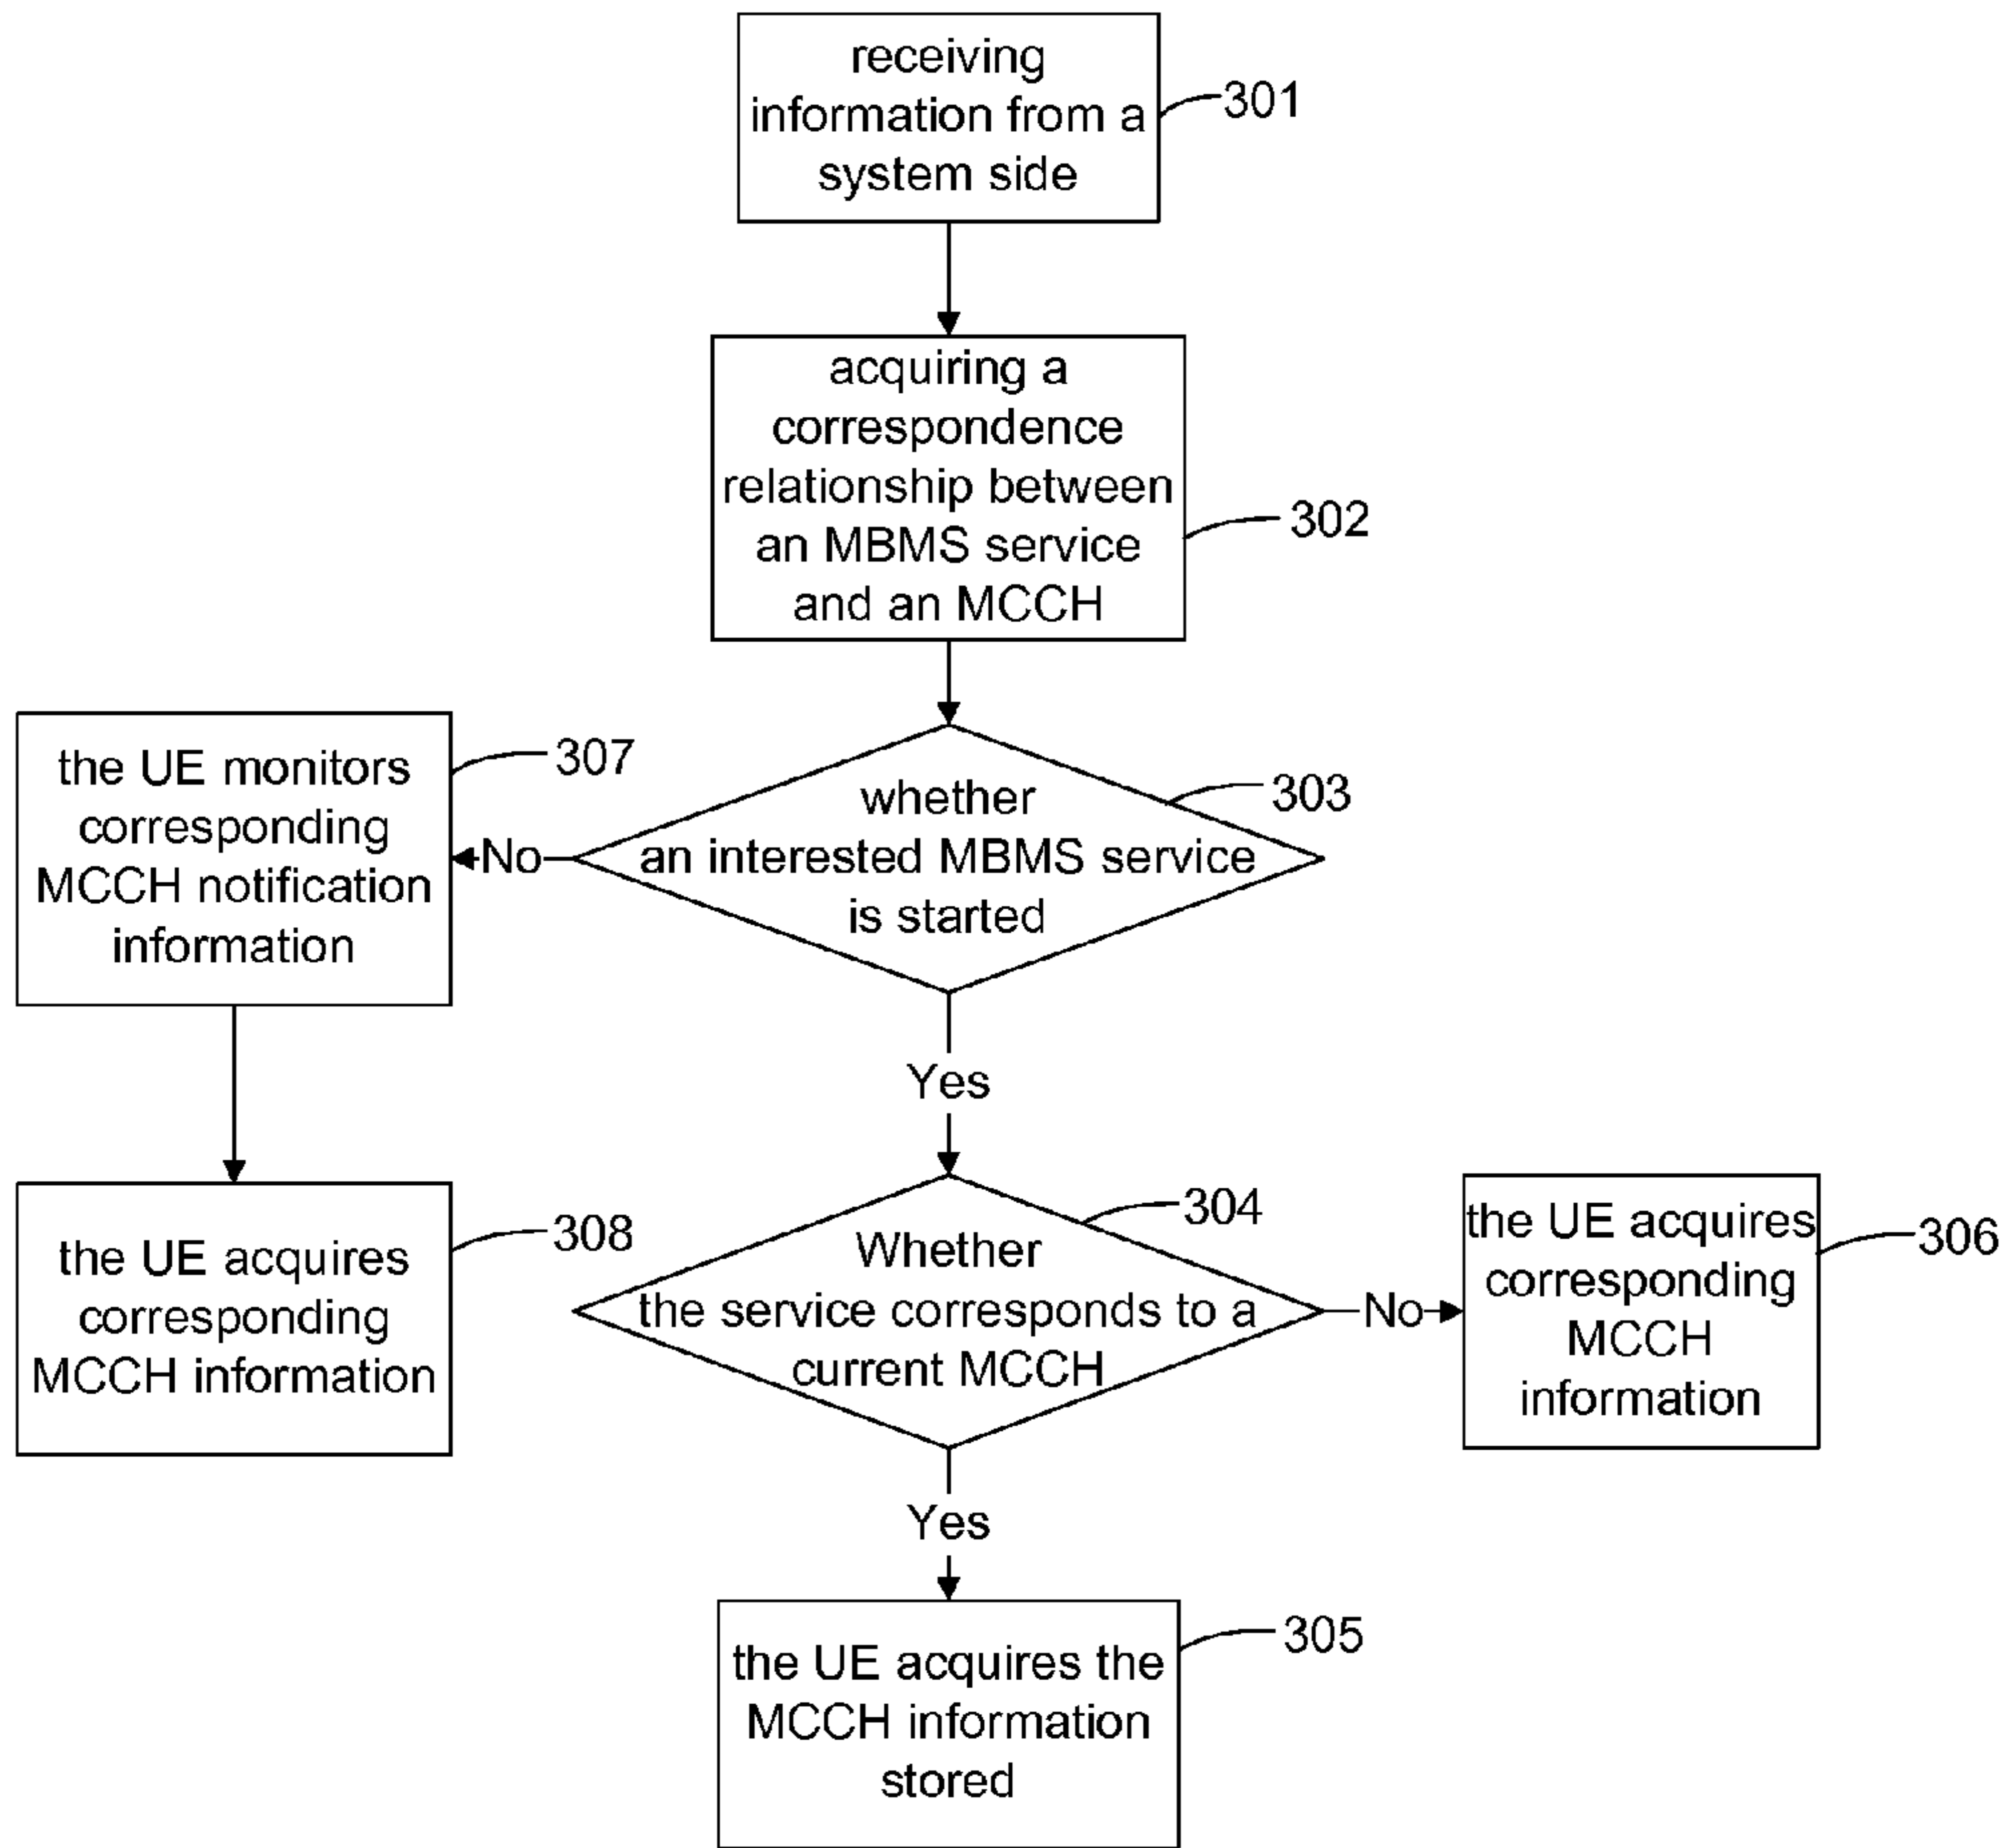 receiving
information from a
system side
301
acquiring a
correspondence
relationship between
an MBMS service
and an MCCH
302
whether
an interested MBMS service
is started
303
No
the UE monitors
corresponding
MCCH notification
information
307
the UE acquires
corresponding
MCCH information
308
Yes
Whether
the service corresponds to a
current MCCH
304
No
the UE acquires
corresponding
MCCH
information
306
Yes
the UE acquires the
MCCH information
stored
305